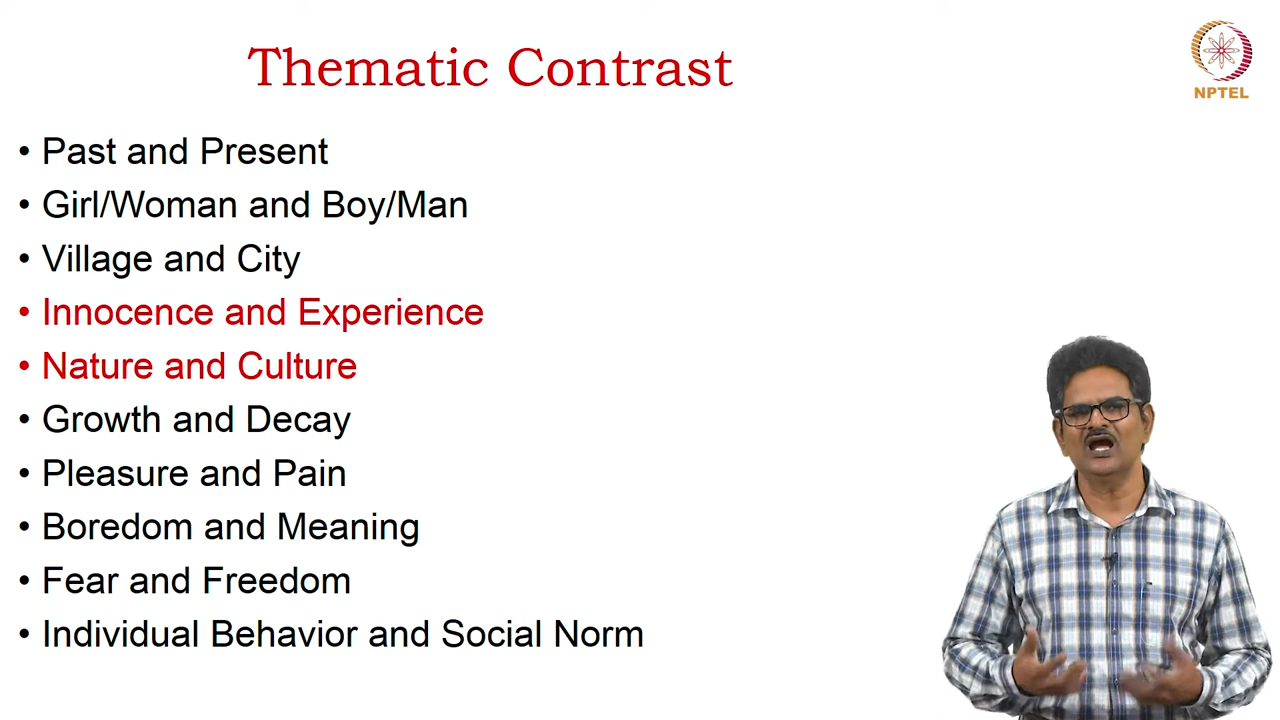 Thematic Contrast
NPTEL
• Past and Present
• Girl/Woman and Boy/Man
• Village and City
• Innocence and Experience
• Nature and Culture
• Growth and Decay
• Pleasure and Pain
• Boredom and Meaning
• Fear and Freedom
• Individual Behavior and Social Norm